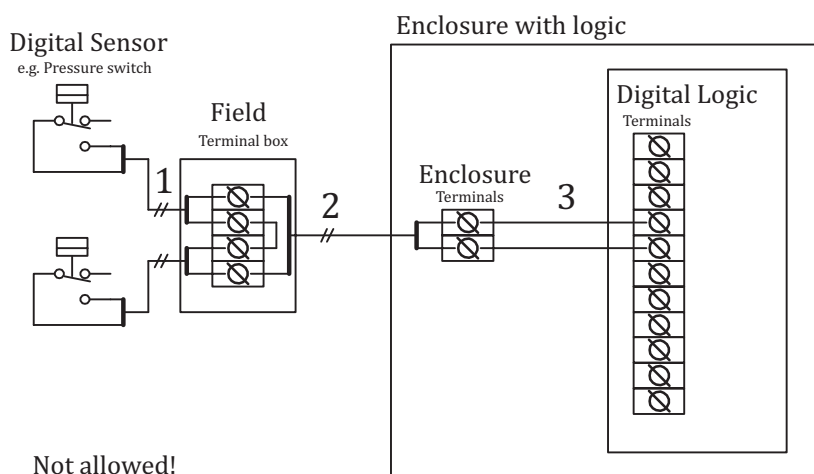 Enclosure with logic
Digital Sensor
e.g. Pressure switch
Field
Terminal box
Digital Logic
Terminals
Enclosure
Terminals
1
2
3
Not allowed!